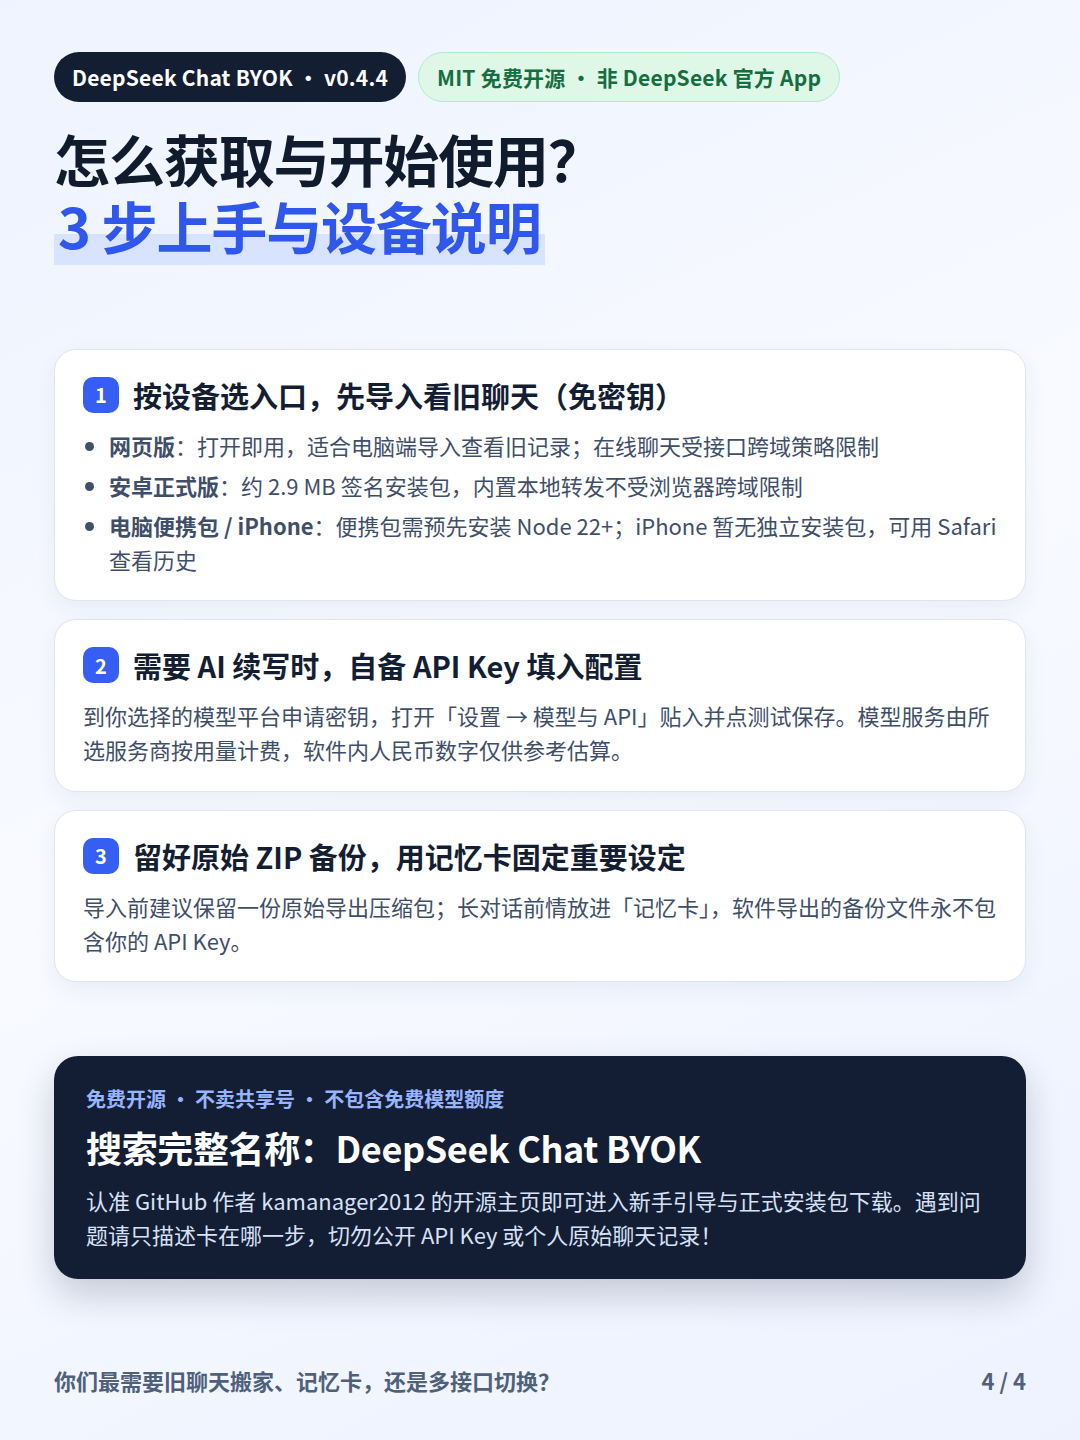 DeepSeek Chat BYOK • v0.4.4
MIT 免费开源 • 非 DeepSeek 官方 App
怎么获取与开始使用？
3 步上手与设备说明
1 按设备选入口，先导入看旧聊天（免密钥）
• 网页版：打开即用，适合电脑端导入查看旧记录；在线聊天受接口跨域策略限制
• 安卓正式版：约 2.9 MB 签名安装包，内置本地转发不受浏览器跨域限制
• 电脑便携包 / iPhone：便携包需预先安装 Node 22+；iPhone 暂无独立安装包，可用 Safari
查看历史
2 需要 AI 续写时，自备 API Key 填入配置
到你选择的模型平台申请密钥，打开「设置 → 模型与 API」贴入并点测试保存。模型服务由所
选服务商按用量计费，软件内人民币数字仅供参考估算。
3 留好原始 ZIP 备份，用记忆卡固定重要设定
导入前建议保留一份原始导出压缩包；长对话前情放进「记忆卡」，软件导出的备份文件永不包
含你的 API Key。
免费开源 • 不卖共享号 • 不包含免费模型额度
搜索完整名称：DeepSeek Chat BYOK
认准 GitHub 作者 kamanager2012 的开源主页即可进入新手引导与正式安装包下载。遇到问
题请只描述卡在哪一步，切勿公开 API Key 或个人原始聊天记录！
你们最需要旧聊天搬家、记忆卡，还是多接口切换？
4 / 4